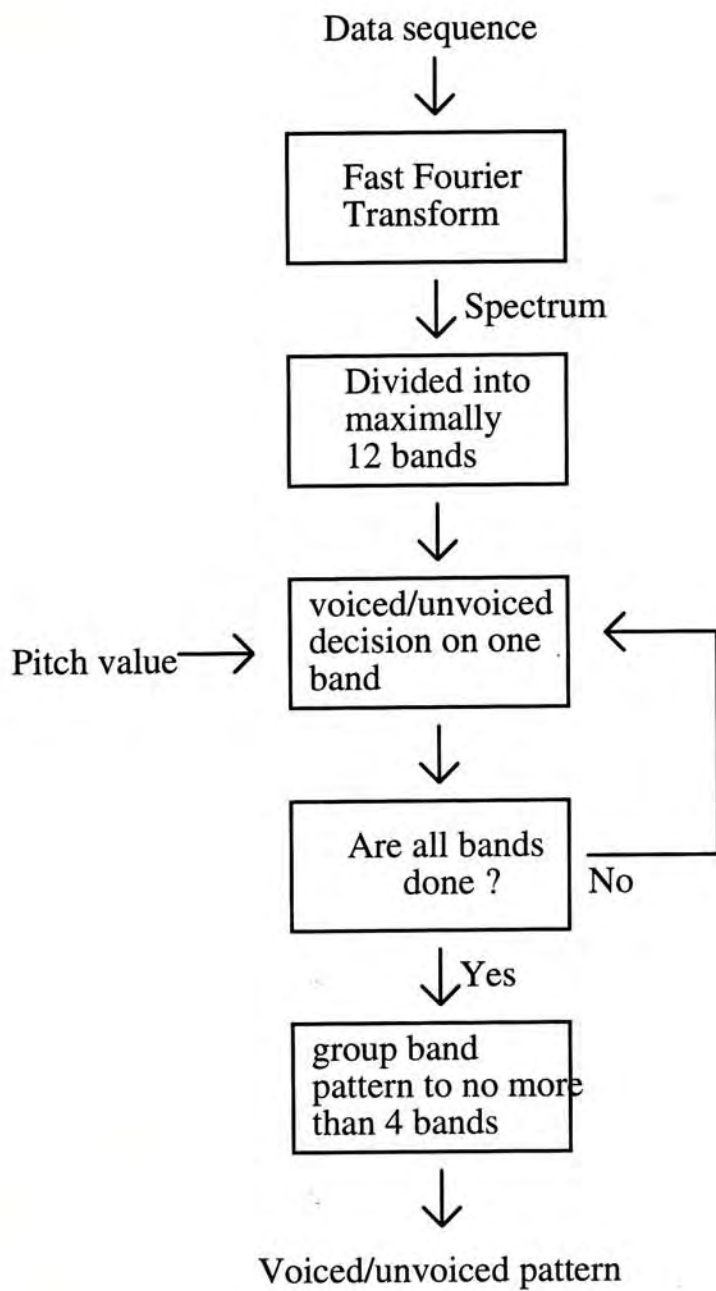 Data sequence
Fast Fourier
Transform
Spectrum
Divided into
maximally
12 bands
voiced/unvoiced
decision on one
band
Pitch value
Are all bands
done ?
No
Yes
group band
pattern to no more
than 4 bands
Voiced/unvoiced pattern